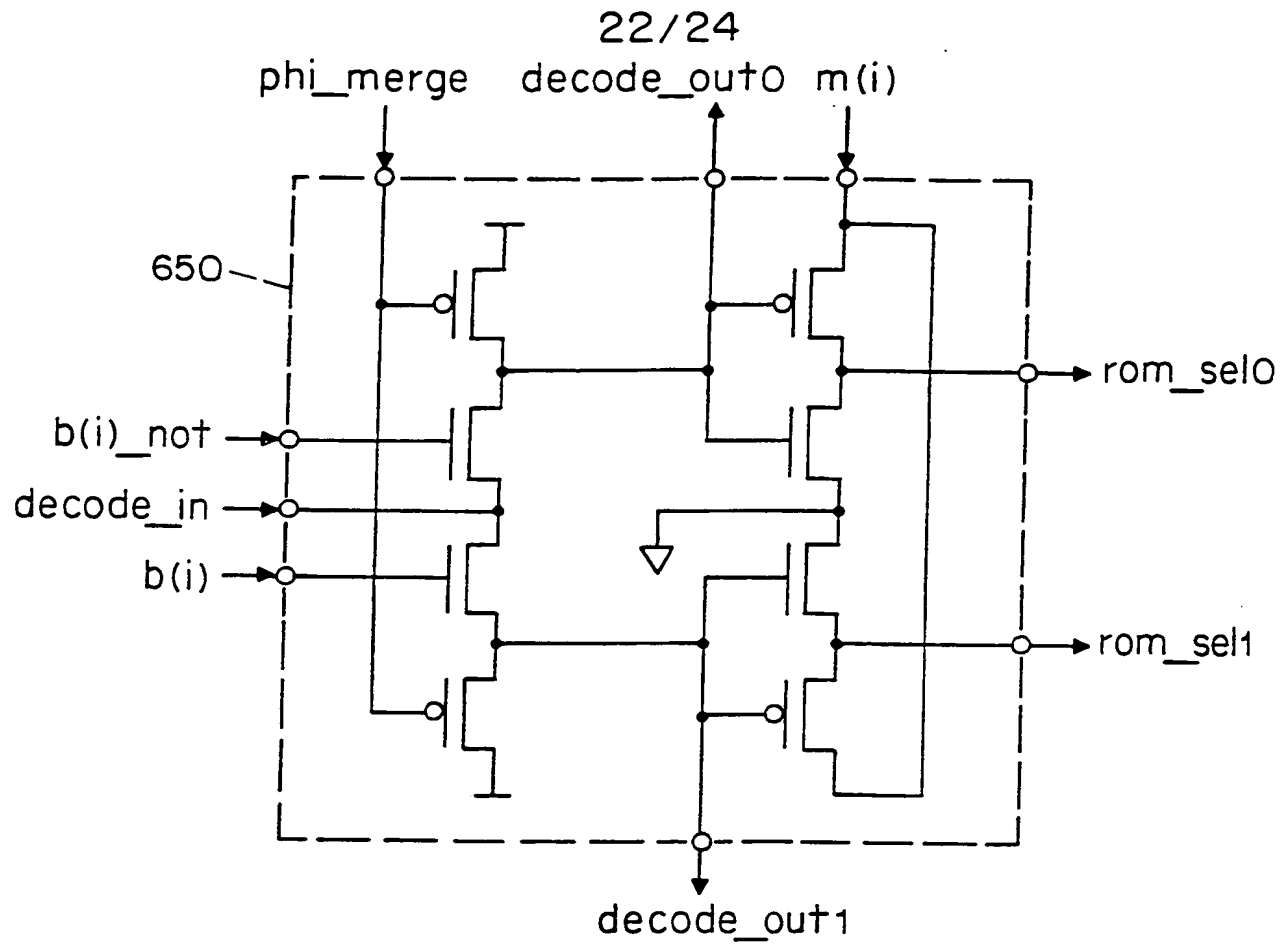 22/24
phi_merge decode_out0 m(i)
650
rom_sel0
b(i)_not
decode_in
b(i)
rom_sel1
decode_out1